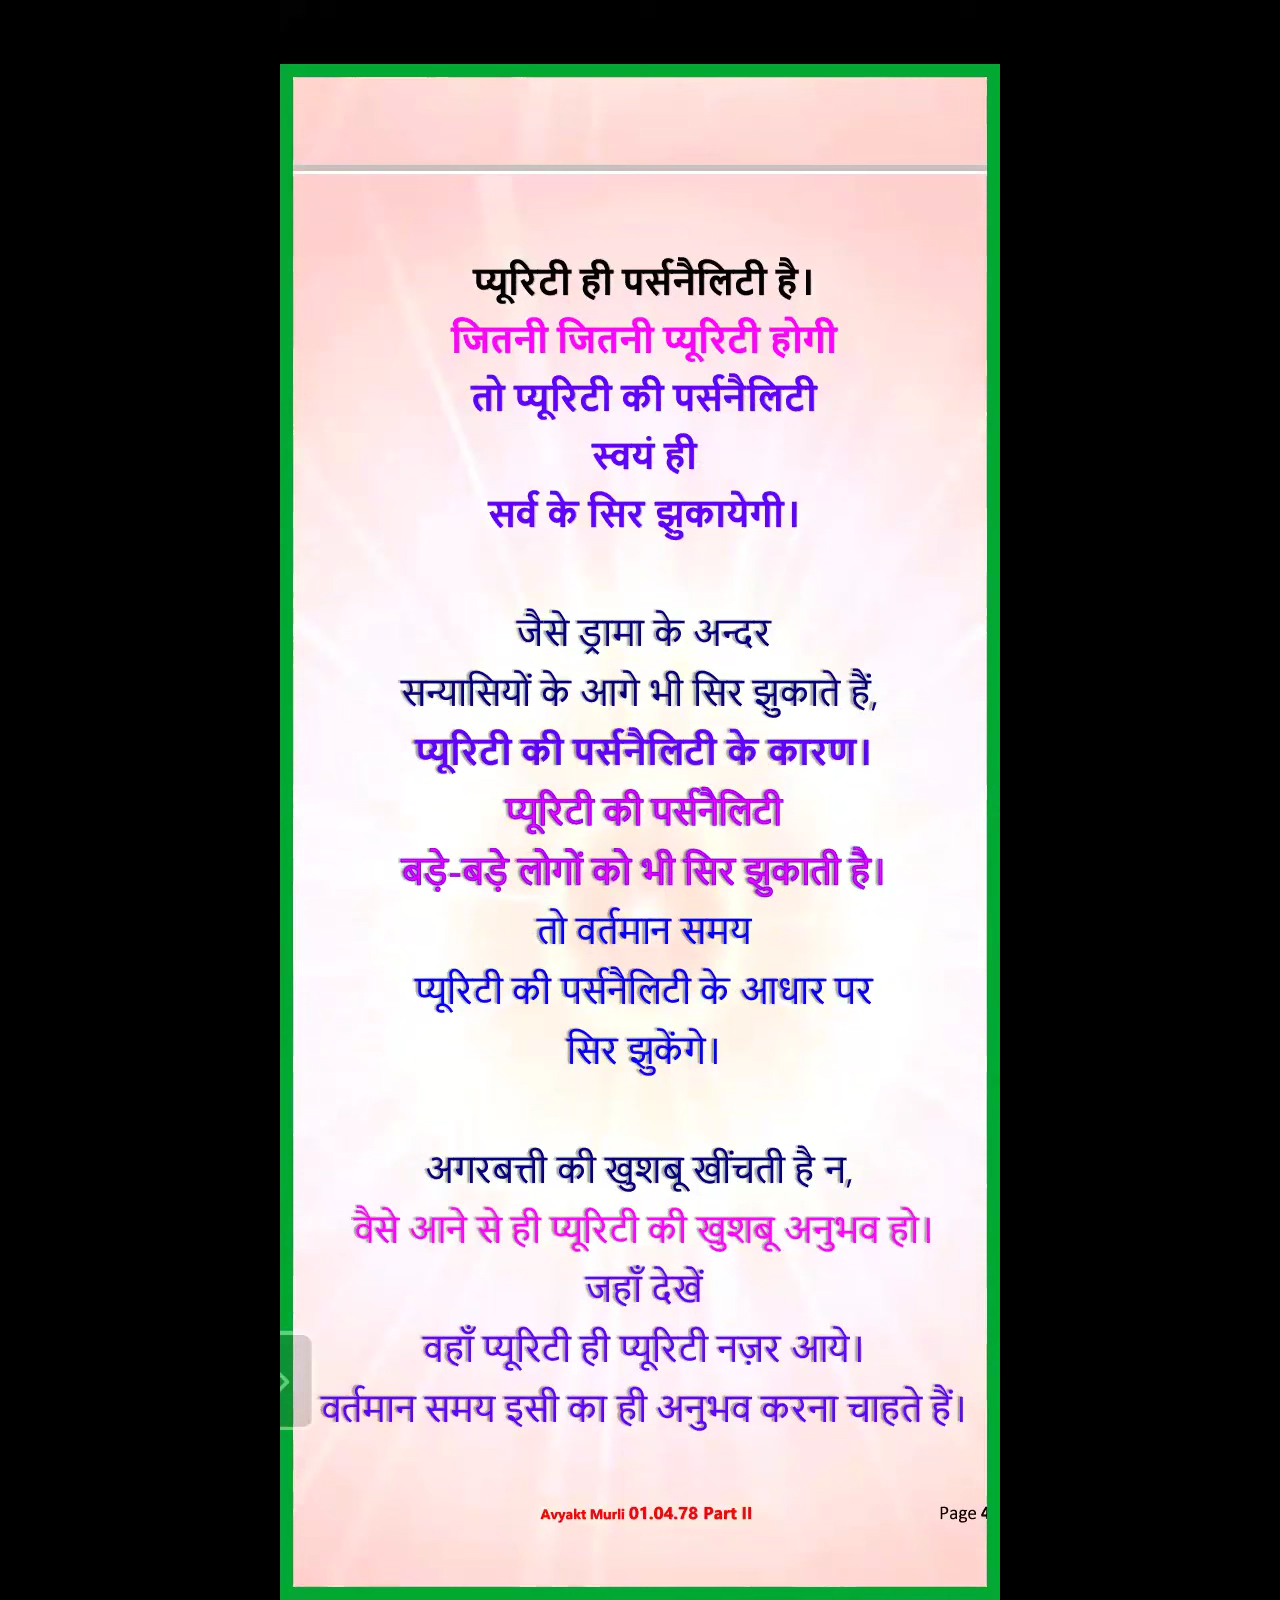 प्यूरिटी ही पर्सनैलिटी है।
जितनी जितनी प्यूरिटी होगी
तो प्यूरिटी की पर्सनैलिटी
स्वयं ही
सर्व के सिर झुकायेगी।
जैसे ड्रामा के अन्दर
सन्यासियों के आगे भी सिर झुकाते हैं,
प्यूरिटी की पर्सनैलिटी के कारण।
प्यूरिटी की पर्सनैलिटी
बड़े-बड़े लोगों को भी सिर झुकाती है।
तो वर्तमान समय
प्यूरिटी की पर्सनैलिटी के आधार पर
सिर झुकेंगे।
अगरबत्ती की खुशबू खींचती है न,
वैसे आने से ही प्यूरिटी की खुशबू अनुभव हो।
जहाँ देखें
वहाँ प्यूरिटी ही प्यूरिटी नज़र आये।
वर्तमान समय इसी का ही अनुभव करना चाहते हैं।
Avyakt Murli 01.04.78 Part II
Page 4